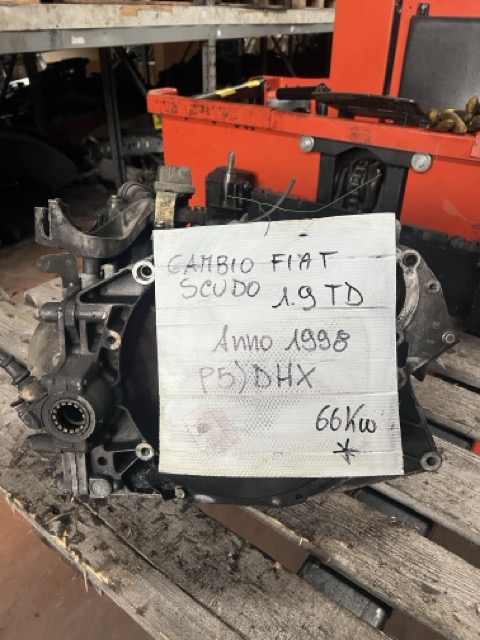 CAMBIO FIAT
SCUDO 1.9 TD
Anno 1998
P5) DHX
66Kw
*